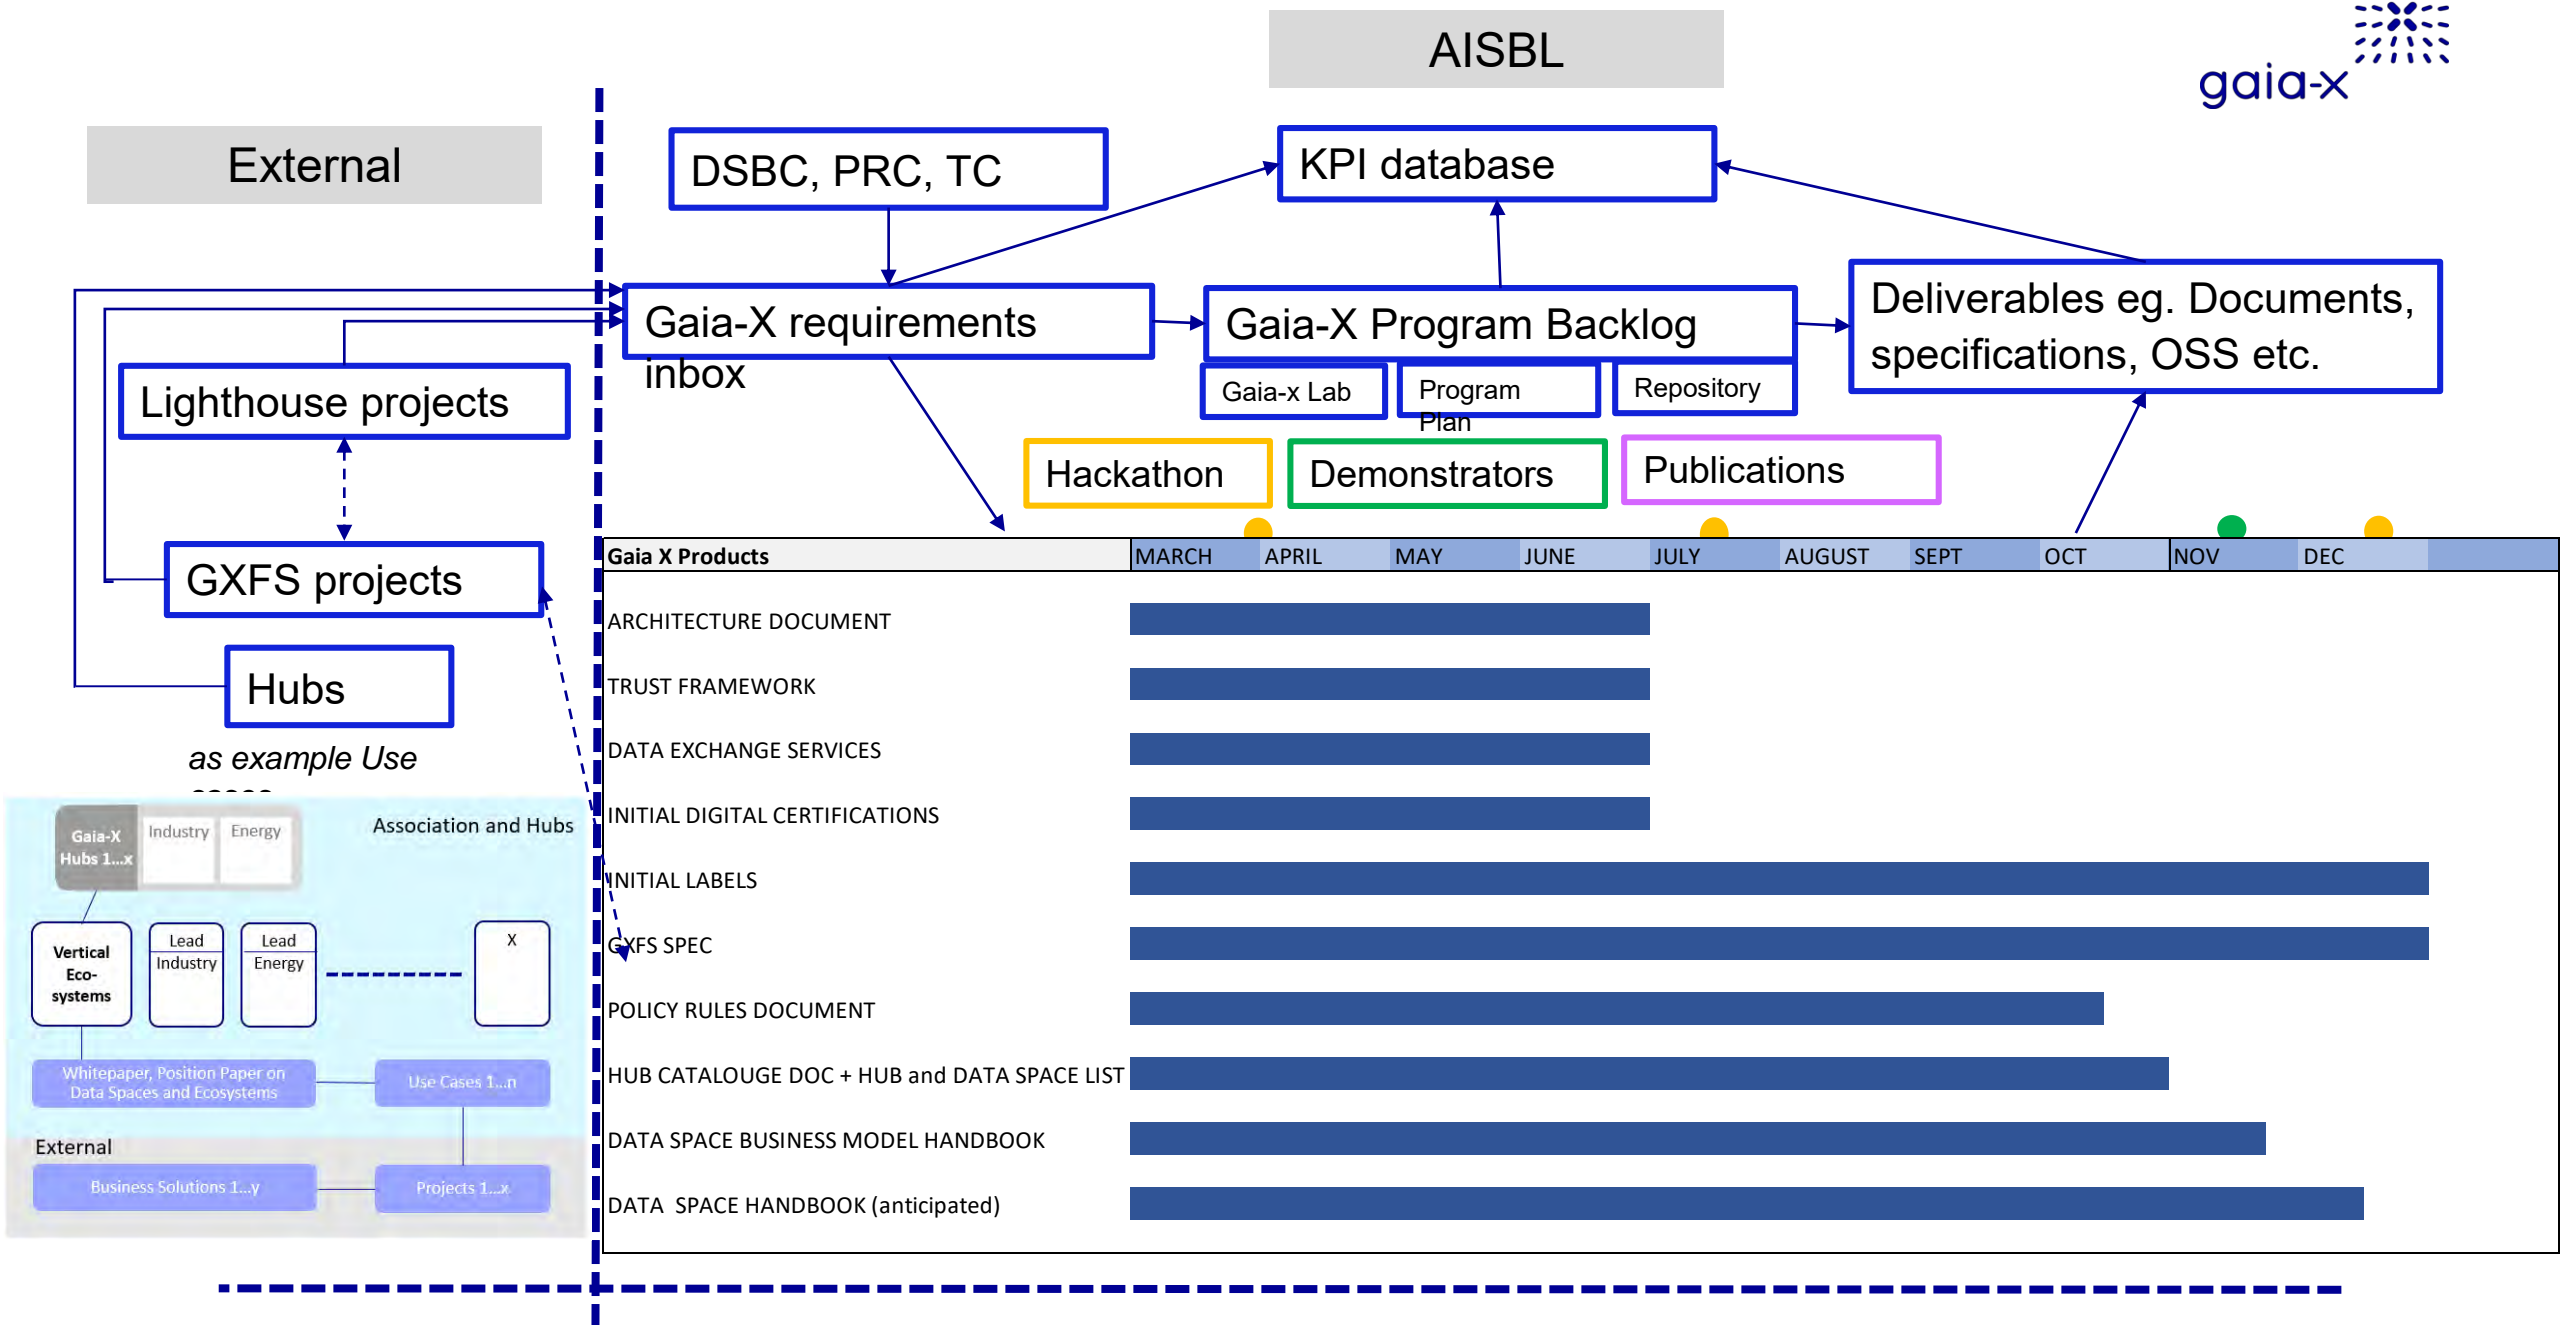 AISBL
gaia-x
External
DSBC, PRC, TC
KPI database
Gaia-X requirements
inbox
Gaia-X Program Backlog
Deliverables eg. Documents,
specifications, OSS etc.
Gaia-x Lab
Program
Plan
Repository
Lighthouse projects
Hackathon
Demonstrators
Publications
GXFS projects
Hubs
as example Use
Gaia X Products
MARCH
APRIL
MAY
JUNE
JULY
AUGUST
SEPT
OCT
NOV
DEC
ARCHITECTURE DOCUMENT
TRUST FRAMEWORK
DATA EXCHANGE SERVICES
INITIAL DIGITAL CERTIFICATIONS
INITIAL LABELS
GXFS SPEC
POLICY RULES DOCUMENT
HUB CATALOUGE DOC + HUB and DATA SPACE LIST
DATA SPACE BUSINESS MODEL HANDBOOK
DATA SPACE HANDBOOK (anticipated)
Gaia-X
Hubs 1...x
Industry
Energy
Association and Hubs
Vertical
Eco-
systems
Lead
Industry
Lead
Energy
X
Whitepaper, Position Paper on
Data Spaces and Ecosystems
Use Cases 1...n
External
Business Solutions 1...y
Projects 1...x